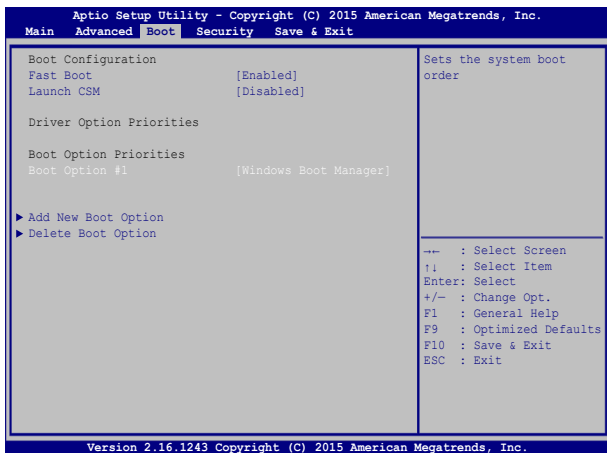 Aptio Setup Utility - Copyright (C) 2015 American Megatrends, Inc.
Main Advanced Boot Security Save & Exit
Boot Configuration
Fast Boot [Enabled]
Launch CSM [Disabled]
Driver Option Priorities
Boot Option Priorities
Boot Option #1 [Windows Boot Manager]
▶ Add New Boot Option
▶ Delete Boot Option
Sets the system boot
order
→← : Select Screen
↑↓ : Select Item
Enter: Select
+/— : Change Opt.
F1 : General Help
F9 : Optimized Defaults
F10 : Save & Exit
ESC : Exit
Version 2.16.1243 Copyright (C) 2015 American Megatrends, Inc.